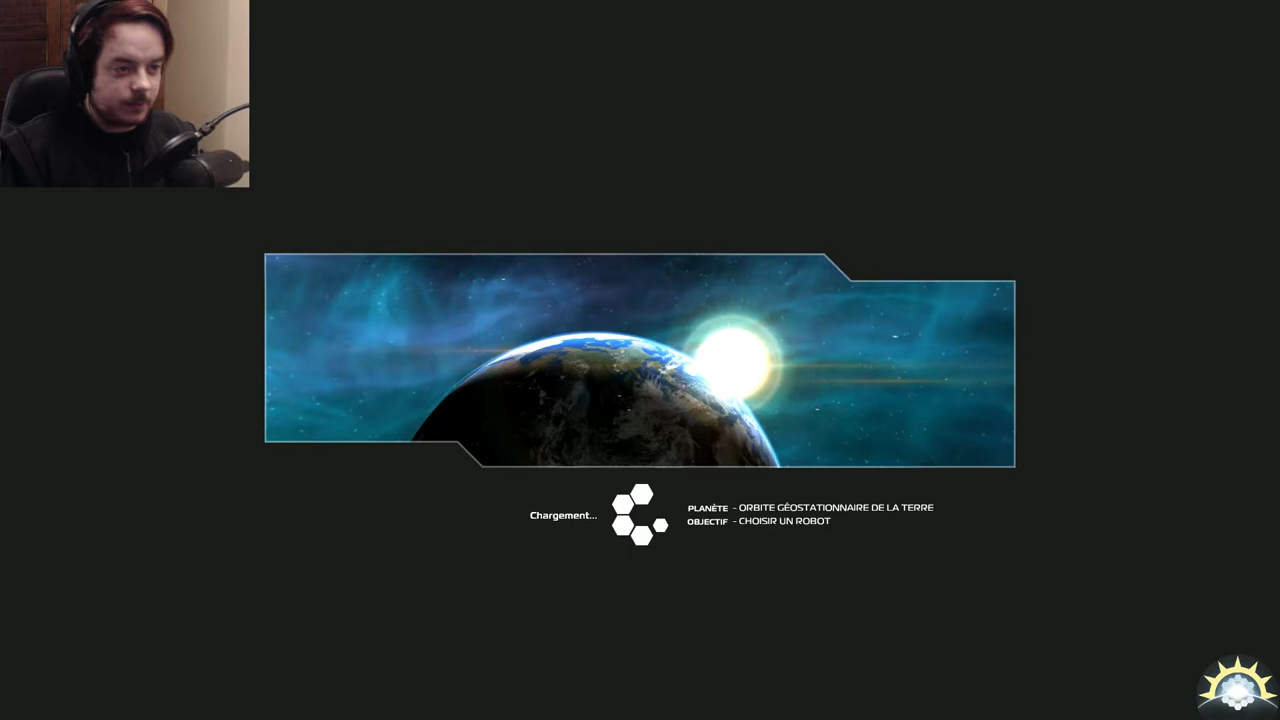 Chargement...
PLANÈTE - ORBITE GÉOSTATIONNAIRE DE LA TERRE
OBJECTIF - CHOISIR UN ROBOT